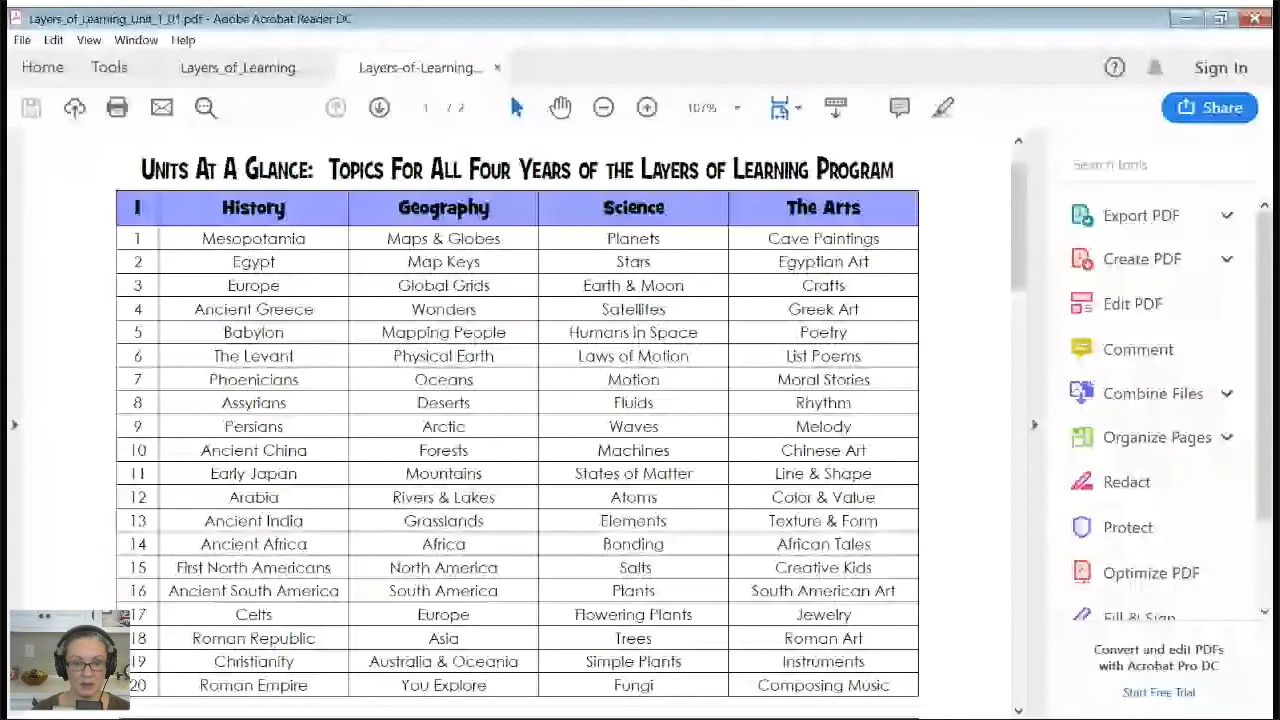 Layers_of_Learning_Unit_1_01.pdf - Adobe Acrobat Reader DC
File Edit View Window Help
Home Tools Layers_of_Learning... Layers-of-Learning... × Sign In
1 / 2 107% Share
UNITS AT A GLANCE: TOPICS FOR ALL FOUR YEARS OF THE LAYERS OF LEARNING PROGRAM
1 History Geography Science The Arts
1 Mesopotamia Maps & Globes Planets Cave Paintings
2 Egypt Map Keys Stars Egyptian Art
3 Europe Global Grids Earth & Moon Crafts
4 Ancient Greece Wonders Satellites Greek Art
5 Babylon Mapping People Humans in Space Poetry
6 The Levant Physical Earth Laws of Motion List Poems
7 Phoenicians Oceans Motion Moral Stories
8 Assyrians Deserts Fluids Rhythm
9 Persians Arctic Waves Melody
10 Ancient China Forests Machines Chinese Art
11 Early Japan Mountains States of Matter Line & Shape
12 Arabia Rivers & Lakes Atoms Color & Value
13 Ancient India Grasslands Elements Texture & Form
14 Ancient Africa Africa Bonding African Tales
15 First North Americans North America Salts Creative Kids
16 Ancient South America South America Plants South American Art
17 Celts Europe Flowering Plants Jewelry
18 Roman Republic Asia Trees Roman Art
19 Christianity Australia & Oceania Simple Plants Instruments
20 Roman Empire You Explore Fungi Composing Music
Search tools
Export PDF
Create PDF
Edit PDF
Comment
Combine Files
Organize Pages
Redact
Protect
Optimize PDF
Fill & Sign
Convert and edit PDFs
with Acrobat Pro DC
Start Free Trial